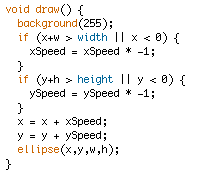 void draw() {
  background(255);
  if (x+w > width || x < 0) {
    xSpeed = xSpeed * -1;
  }
  if (y+h > height || y < 0) {
    ySpeed = ySpeed * -1;
  }
  x = x + xSpeed;
  y = y + ySpeed;
  ellipse(x,y,w,h);
}